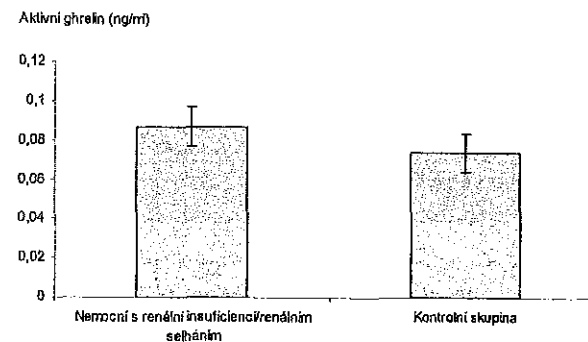 Aktivní ghrelin (ng/ml)
0,12
0,1
0,08
0,06
0,04
0,02
0
Nemocní s renální insuficiencí/renálním
selháním
Kontrolní skupina